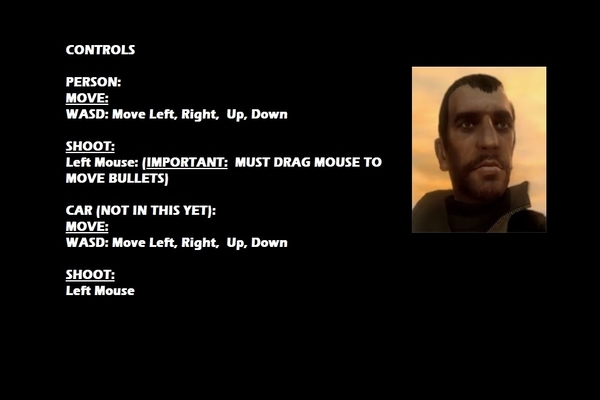 CONTROLS
PERSON:
MOVE:
WASD: Move Left, Right,  Up, Down
SHOOT:
Left Mouse: (IMPORTANT:  MUST DRAG MOUSE TO
MOVE BULLETS)
CAR (NOT IN THIS YET):
MOVE:
WASD: Move Left, Right,  Up, Down
SHOOT:
Left Mouse